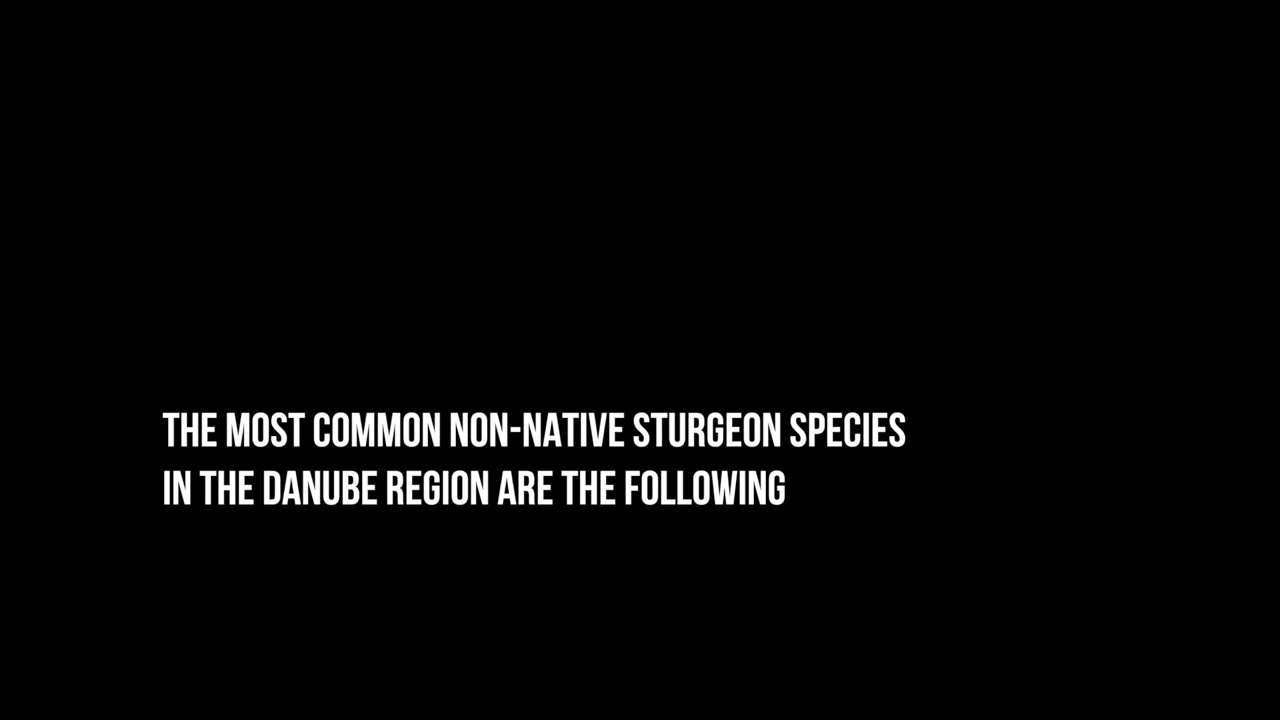 THE MOST COMMON NON-NATIVE STURGEON SPECIES
IN THE DANUBE REGION ARE THE FOLLOWING